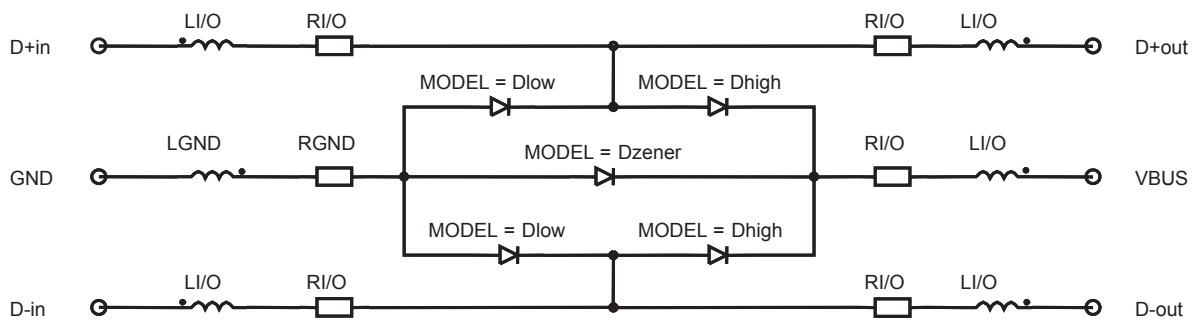 LI/O RI/O RI/O LI/O
D+in D+out
MODEL = Dlow MODEL = Dhigh
LGND RGND MODEL = Dzener RI/O LI/O
GND VBUS
MODEL = Dlow MODEL = Dhigh
LI/O RI/O RI/O LI/O
D-in D-out